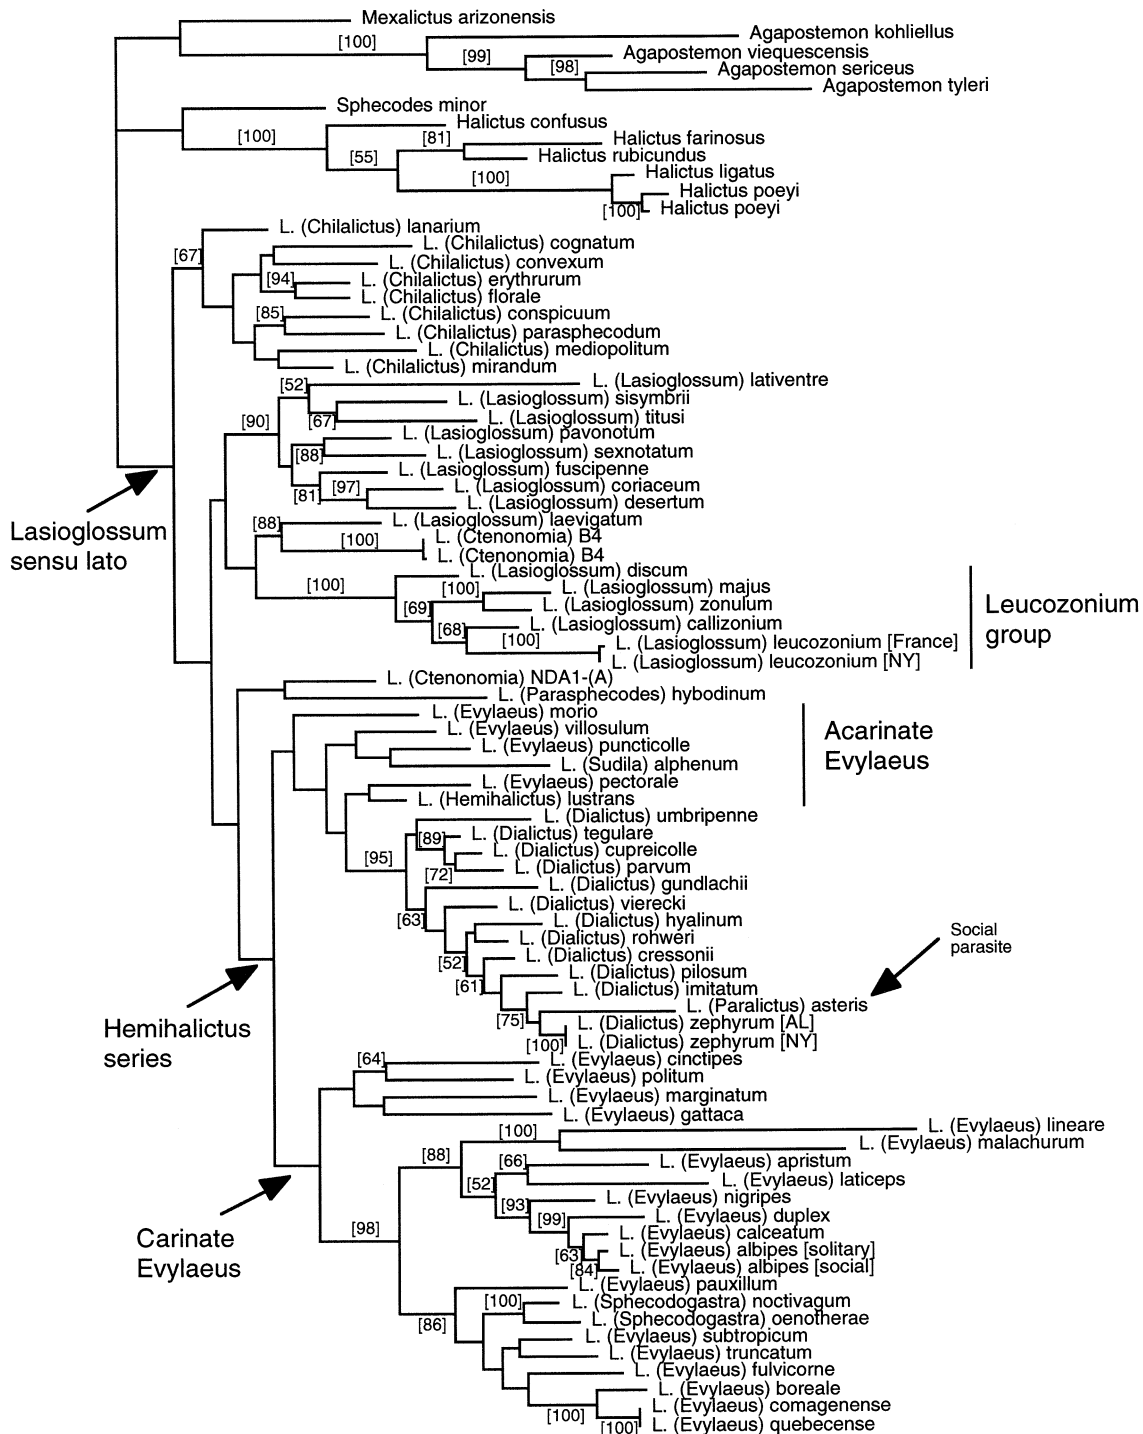 Mexalictus arizonensis
[100]
Agapostemon kohliellus
[99]
Agapostemon viequescensis
[98]
Agapostemon sericeus
Agapostemon tyleri
Sphecodes minor
[100]
Halictus confusus
[81]
Halictus farinosus
[55]
Halictus rubicundus
[100]
Halictus ligatus
Halictus poeyi
[100]
Halictus poeyi
L. (Chilalictus) lanarium
[67]
L. (Chilalictus) cognatum
L. (Chilalictus) convexum
[94]
L. (Chilalictus) erythrurum
L. (Chilalictus) florale
[85]
L. (Chilalictus) conspicuum
L. (Chilalictus) parasphecodum
L. (Chilalictus) mediopolitum
L. (Chilalictus) mirandum
[52]
L. (Lasioglossum) lativentre
L. (Lasioglossum) sisymbrii
[90]
[67]
L. (Lasioglossum) titusi
L. (Lasioglossum) pavonotum
[88]
L. (Lasioglossum) sexnotatum
L. (Lasioglossum) fuscipenne
[81]
[97]
L. (Lasioglossum) coriaceum
L. (Lasioglossum) desertum
[88]
L. (Lasioglossum) laevigatum
[100]
L. (Ctenonomia) B4
L. (Ctenonomia) B4
Lasioglossum
sensu lato
[100]
L. (Lasioglossum) discum
[100]
L. (Lasioglossum) majus
[69]
L. (Lasioglossum) zonulum
[68]
L. (Lasioglossum) callizonium
[100]
L. (Lasioglossum) leucozonium [France]
L. (Lasioglossum) leucozonium [NY]
Leucozonium
group
L. (Ctenonomia) NDA1-(A)
L. (Parasphecodes) hybodinum
L. (Evylaeus) morio
L. (Evylaeus) villosulum
L. (Evylaeus) puncticolle
L. (Sudila) alphenum
L. (Evylaeus) pectorale
L. (Hemihalictus) lustrans
Acarinate
Evylaeus
L. (Dialictus) umbripenne
[89]
L. (Dialictus) tegulare
[95]
L. (Dialictus) cupreicolle
[72]
L. (Dialictus) parvum
L. (Dialictus) gundlachii
[63]
L. (Dialictus) vierecki
L. (Dialictus) hyalinum
L. (Dialictus) rohweri
[52]
L. (Dialictus) cressonii
[61]
L. (Dialictus) pilosum
L. (Dialictus) imitatum
Social
parasite
L. (Paralictus) asteris
[75]
L. (Dialictus) zephyrum [AL]
[100]
L. (Dialictus) zephyrum [NY]
Hemihalictus
series
[64]
L. (Evylaeus) cinctipes
L. (Evylaeus) politum
L. (Evylaeus) marginatum
L. (Evylaeus) gattaca
[100]
L. (Evylaeus) lineare
L. (Evylaeus) malachurum
[88]
[66]
L. (Evylaeus) apristum
[52]
L. (Evylaeus) laticeps
[93]
L. (Evylaeus) nigripes
[99]
L. (Evylaeus) duplex
L. (Evylaeus) calceatum
[63]
L. (Evylaeus) albipes [solitary]
[84]
L. (Evylaeus) albipes [social]
Carinate
Evylaeus
[98]
L. (Evylaeus) pauxillum
[100]
L. (Sphecodogastra) noctivagum
[86]
L. (Sphecodogastra) oenotherae
L. (Evylaeus) subtropicum
L. (Evylaeus) truncatum
L. (Evylaeus) fulvicorne
L. (Evylaeus) boreale
[100]
L. (Evylaeus) comagenense
[100]
L. (Evylaeus) quebecense